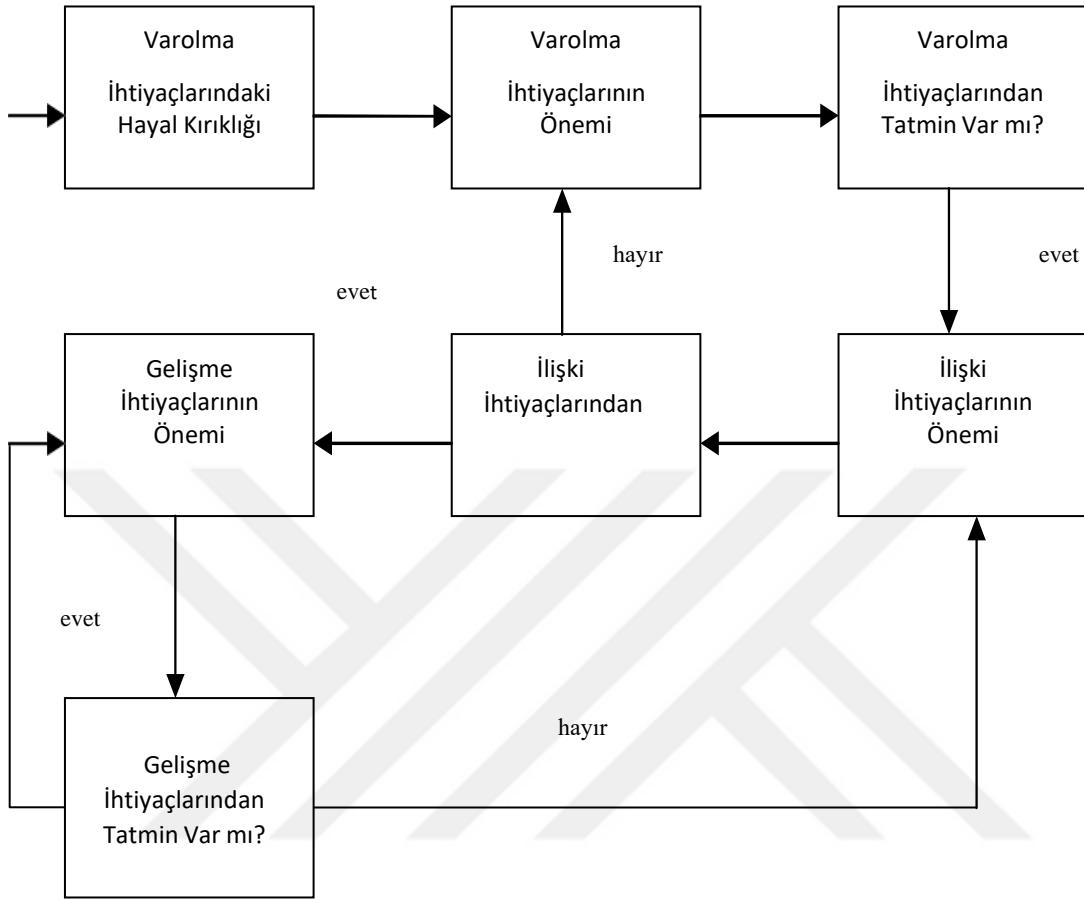 Varolma
İhtiyaçlarındaki
Hayal Kırıklığı
Varolma
İhtiyaçlarının
Önemi
Varolma
İhtiyaçlarından
Tatmin Var mı?
hayır
evet
evet
Gelişme
İhtiyaçlarının
Önemi
İlişki
İhtiyaçlarından
İlişki
İhtiyaçlarının
Önemi
evet
hayır
Gelişme
İhtiyaçlarından
Tatmin Var mı?